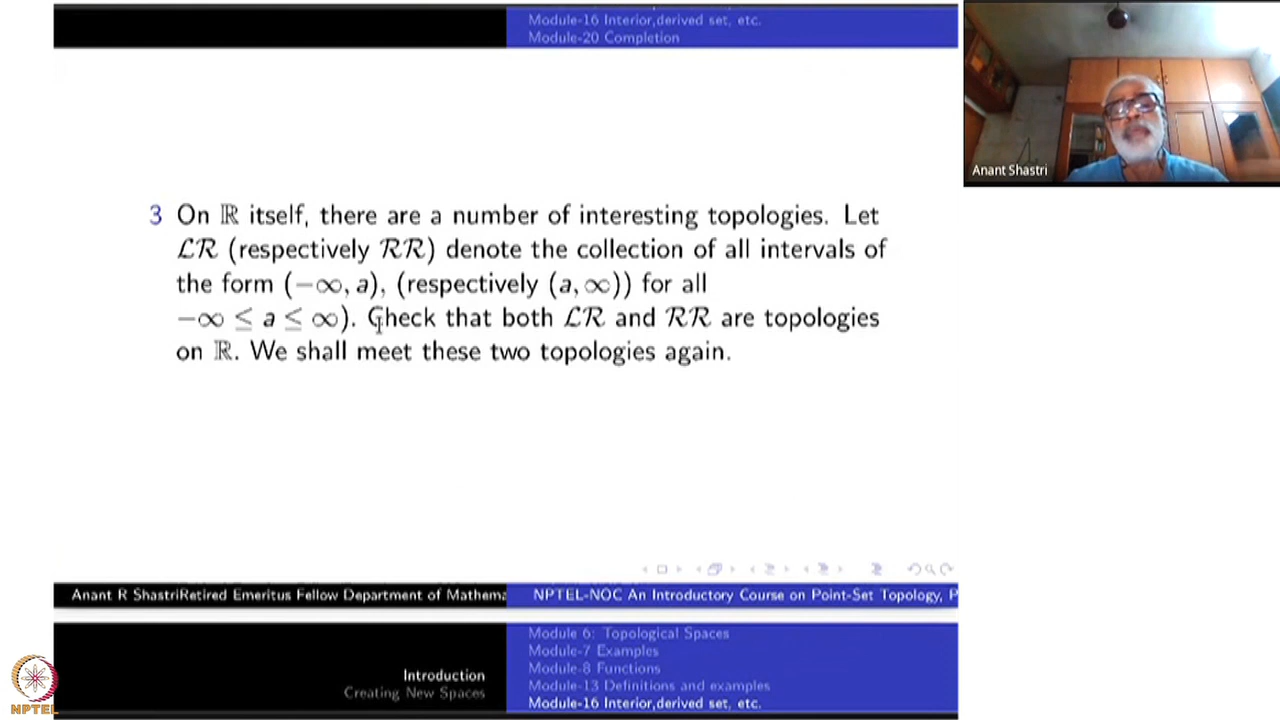 Module-16 Interior,derived set, etc.
Module-20 Completion
Anant Shastri
3 On ℝ itself, there are a number of interesting topologies. Let
ℒℛ (respectively ℛℛ) denote the collection of all intervals of
the form (−∞, a), (respectively (a, ∞)) for all
−∞ ≤ a ≤ ∞). Check that both ℒℛ and ℛℛ are topologies
on ℝ. We shall meet these two topologies again.
Anant R ShastriRetired Emeritus Fellow Department of Mathema
NPTEL-NOC An Introductory Course on Point-Set Topology, P
Module 6: Topological Spaces
Module-7 Examples
Module-8 Functions
Module-13 Definitions and examples
Module-16 Interior,derived set, etc.
Introduction
Creating New Spaces
NPTEL